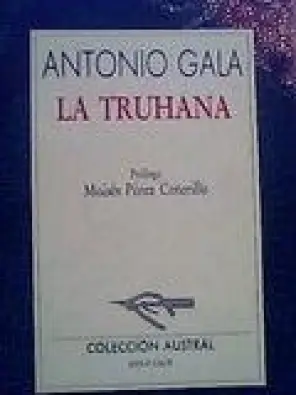 ANTONIO GALA
LA TRUHANA
Prólogo
Moisés Pérez Coterillo
COLECCIÓN AUSTRAL